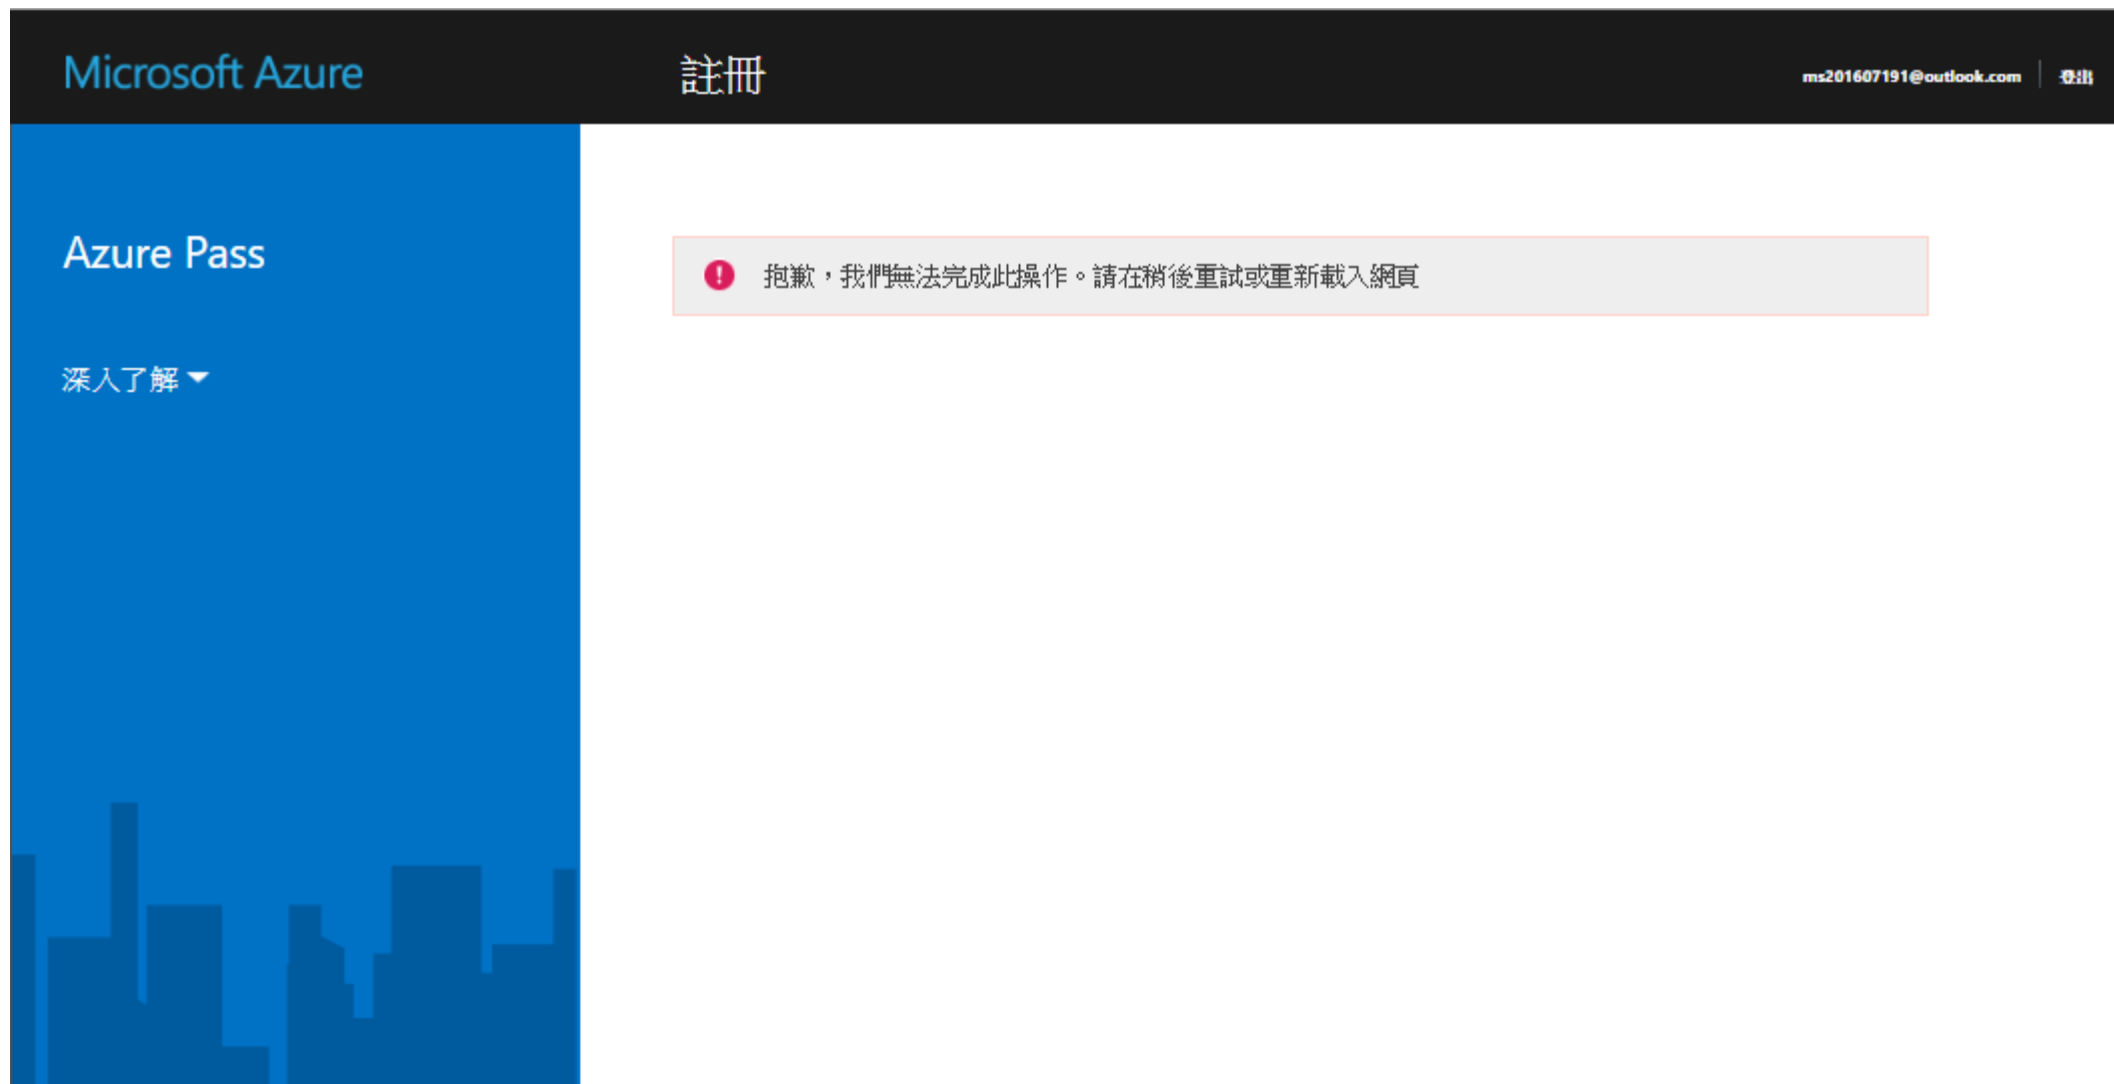 Microsoft Azure
註冊
ms201607191@outlook.com
登出
Azure Pass
抱歉，我們無法完成此操作。請在稍後重試或重新載入網頁
深入了解